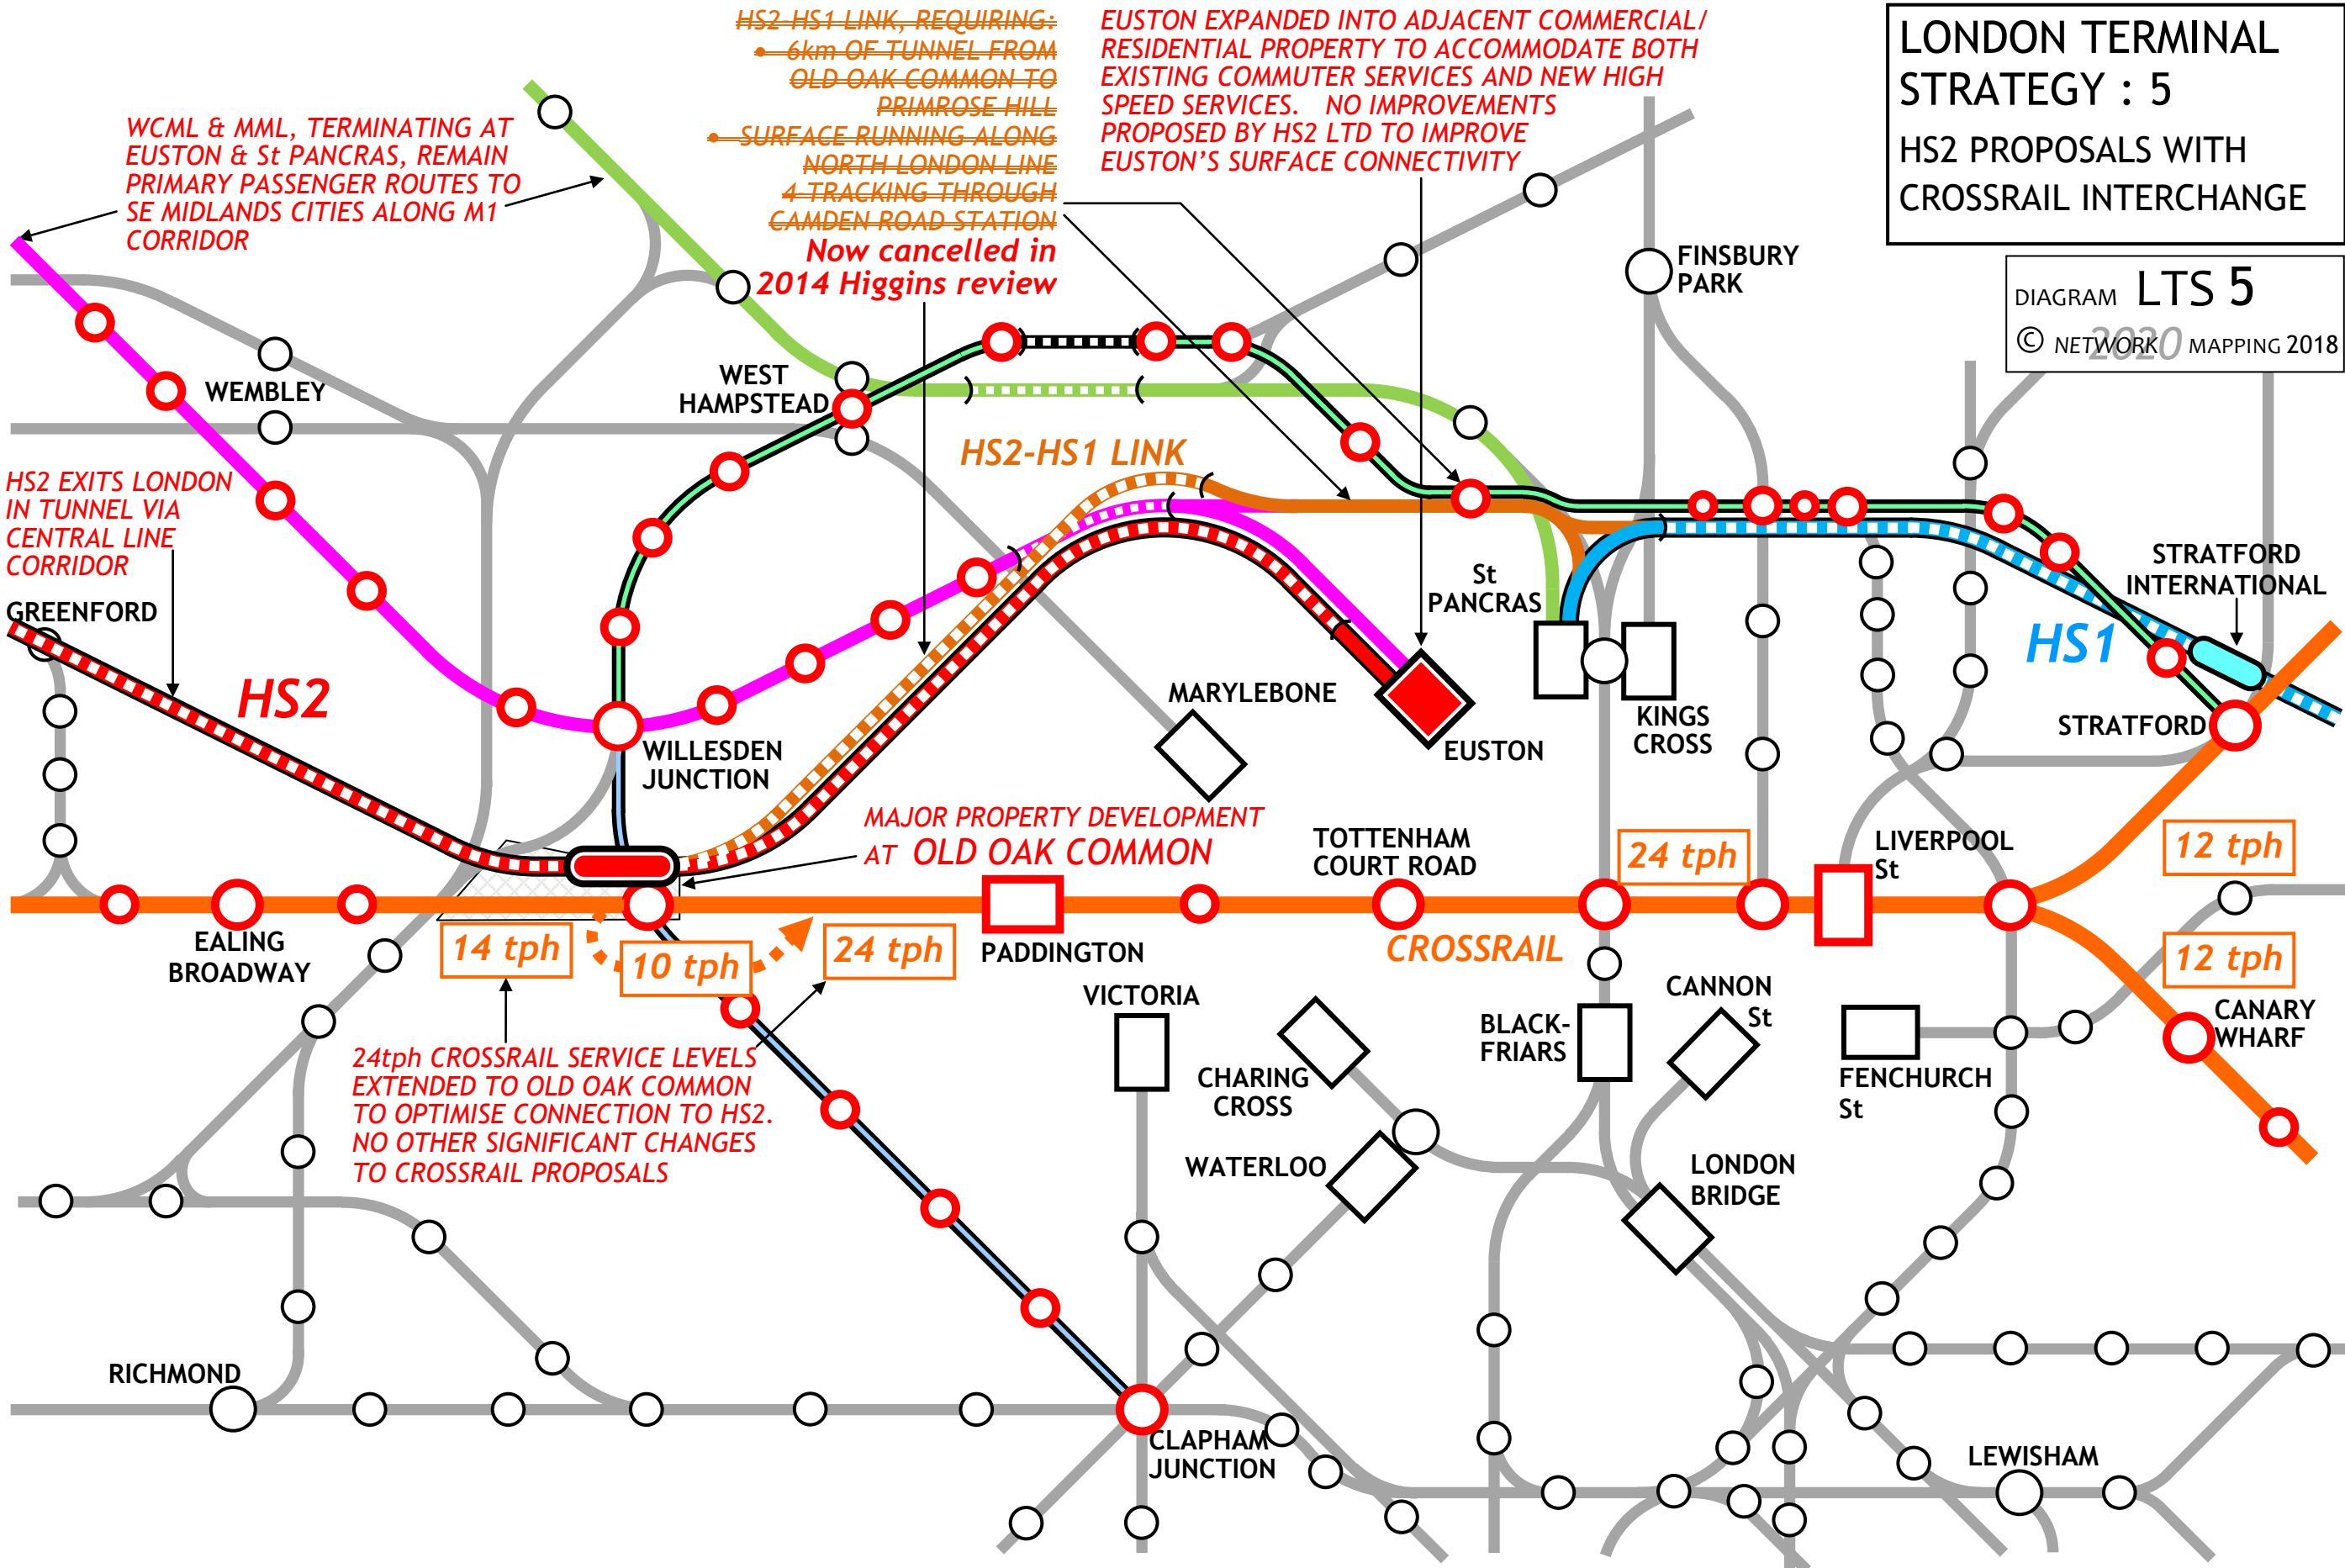 HS2-HS1 LINK, REQUIRING:
• 6km OF TUNNEL FROM
OLD OAK COMMON TO
PRIMROSE HILL
• SURFACE RUNNING ALONG
NORTH LONDON LINE
4-TRACKING THROUGH
CAMDEN ROAD STATION
Now cancelled in
2014 Higgins review
EUSTON EXPANDED INTO ADJACENT COMMERCIAL/
RESIDENTIAL PROPERTY TO ACCOMMODATE BOTH
EXISTING COMMUTER SERVICES AND NEW HIGH
SPEED SERVICES. NO IMPROVEMENTS
PROPOSED BY HS2 LTD TO IMPROVE
EUSTON'S SURFACE CONNECTIVITY
LONDON TERMINAL
STRATEGY : 5
HS2 PROPOSALS WITH
CROSSRAIL INTERCHANGE
DIAGRAM LTS 5
© NETWORK 2020 MAPPING 2018
WCML & MML, TERMINATING AT
EUSTON & St PANCRAS, REMAIN
PRIMARY PASSENGER ROUTES TO
SE MIDLANDS CITIES ALONG M1
CORRIDOR
FINSBURY
PARK
WEMBLEY
WEST
HAMPSTEAD
HS2-HS1 LINK
HS2 EXITS LONDON
IN TUNNEL VIA
CENTRAL LINE
CORRIDOR
GREENFORD
HS2
St
PANCRAS
STRATFORD
INTERNATIONAL
HS1
MARYLEBONE
EUSTON
KINGS
CROSS
STRATFORD
WILLESDEN
JUNCTION
MAJOR PROPERTY DEVELOPMENT
AT OLD OAK COMMON
TOTTENHAM
COURT ROAD
24 tph
LIVERPOOL
St
12 tph
EALING
BROADWAY
14 tph
10 tph
24 tph
PADDINGTON
CROSSRAIL
12 tph
VICTORIA
CANNON
St
BLACK-
FRIARS
CANARY
WHARF
24tph CROSSRAIL SERVICE LEVELS
EXTENDED TO OLD OAK COMMON
TO OPTIMISE CONNECTION TO HS2.
NO OTHER SIGNIFICANT CHANGES
TO CROSSRAIL PROPOSALS
CHARING
CROSS
FENCHURCH
St
WATERLOO
LONDON
BRIDGE
RICHMOND
CLAPHAM
JUNCTION
LEWISHAM